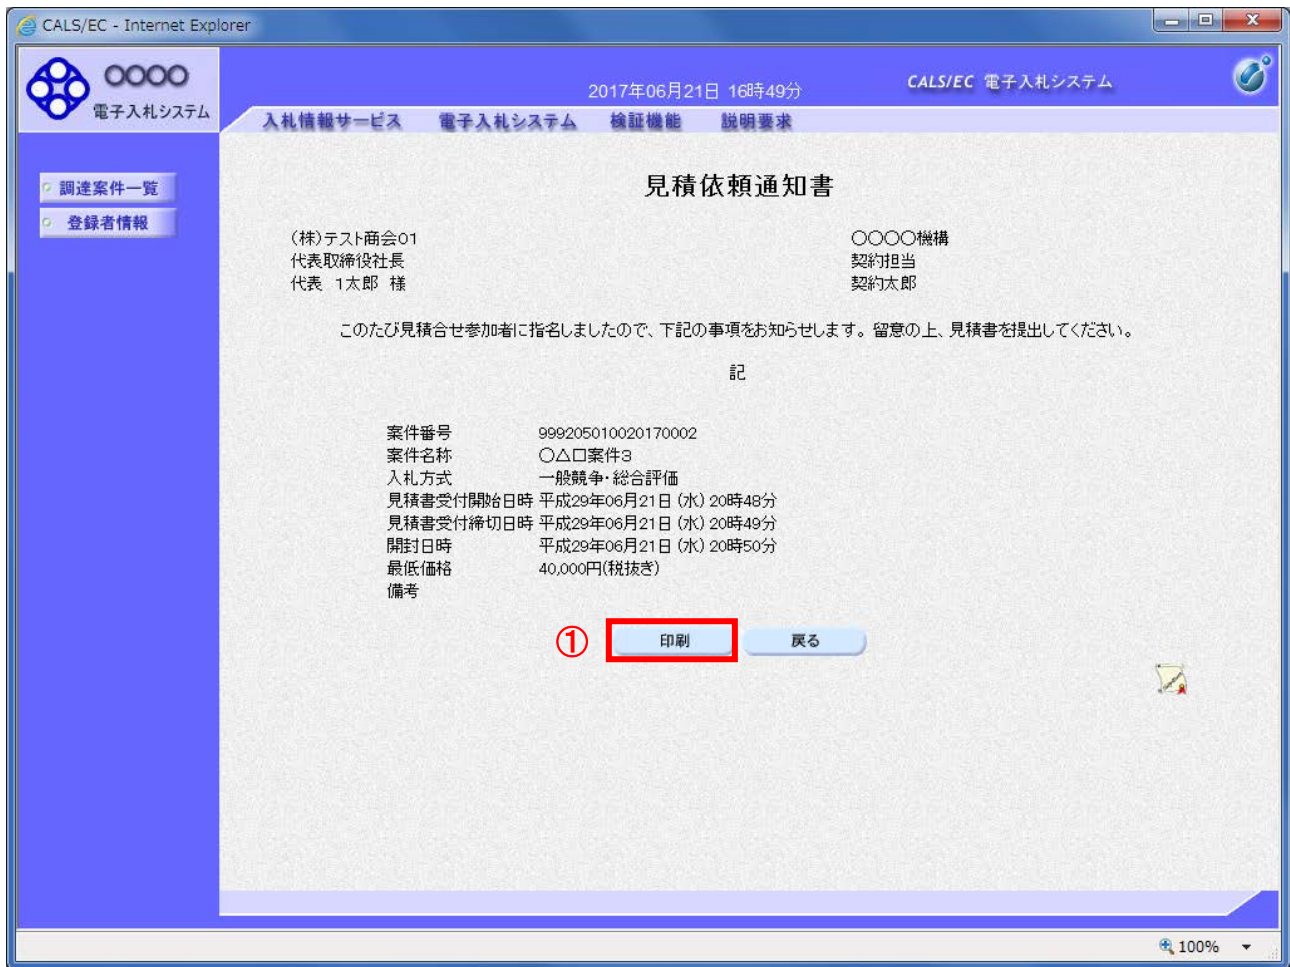 CALS/EC - Internet Explorer
〇〇〇〇
電子入札システム
2017年06月21日 16時49分
CALS/EC 電子入札システム
入札情報サービス 電子入札システム 検証機能 説明要求
調達案件一覧
登録者情報
見積依頼通知書
(株)テスト商会01
代表取締役社長
代表 1太郎 様
〇〇〇〇機構
契約担当
契約太郎
このたび見積合せ参加者に指名しましたので、下記の事項をお知らせします。留意の上、見積書を提出してください。
記
案件番号 999205010020170002
案件名称 〇△口案件3
入札方式 一般競争・総合評価
見積書受付開始日時 平成29年06月21日 (水) 20時48分
見積書受付締切日時 平成29年06月21日 (水) 20時49分
開封日時 平成29年06月21日 (水) 20時50分
最低価格 40,000円(税抜き)
備考
① 印刷 戻る
100%